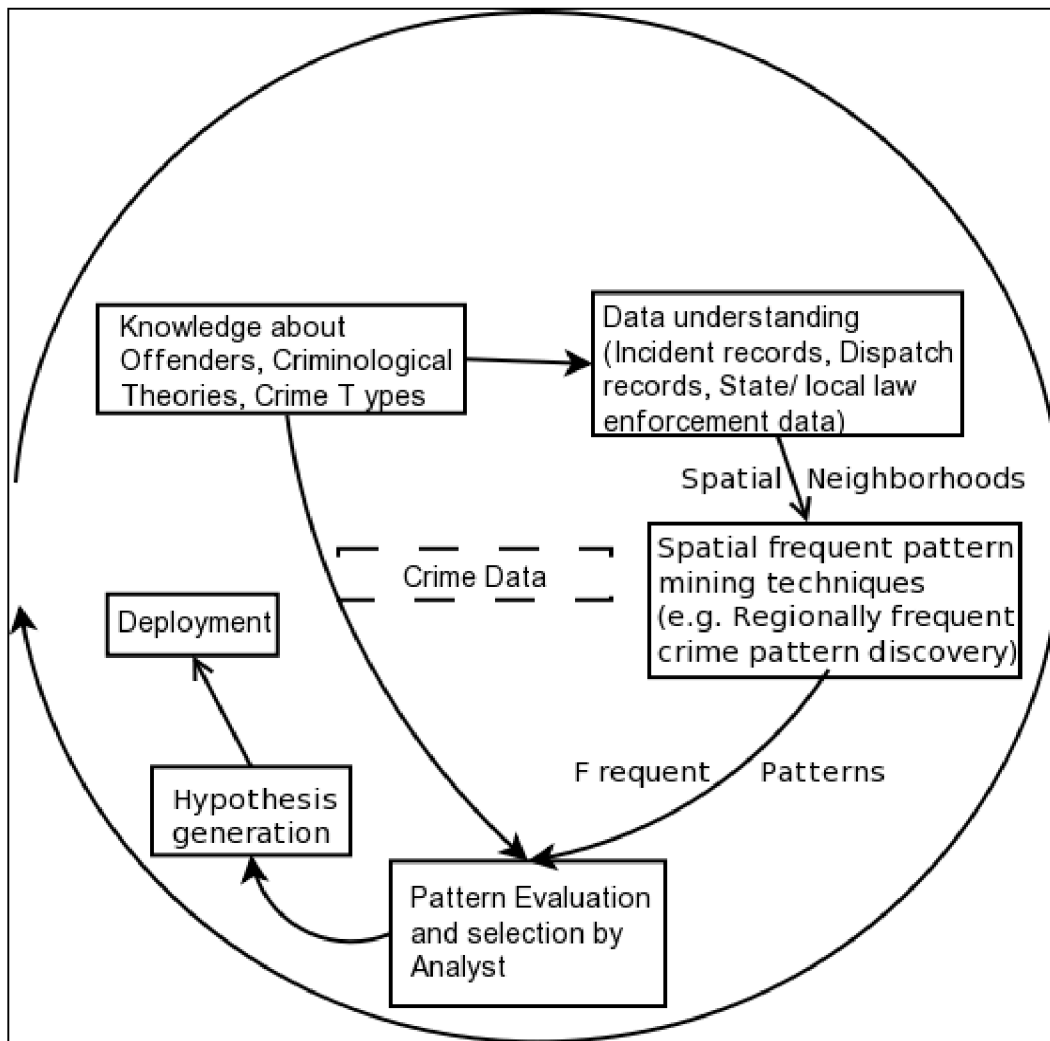 Knowledge about
Offenders, Criminological
Theories, Crime T ypes
Data understanding
(Incident records, Dispatch
records, State/ local law
enforcement data)
Spatial Neighborhoods
Spatial frequent pattern
mining techniques
(e.g. Regionally frequent
crime pattern discovery)
Crime Data
Deployment
F requent Patterns
Hypothesis
generation
Pattern Evaluation
and selection by
Analyst